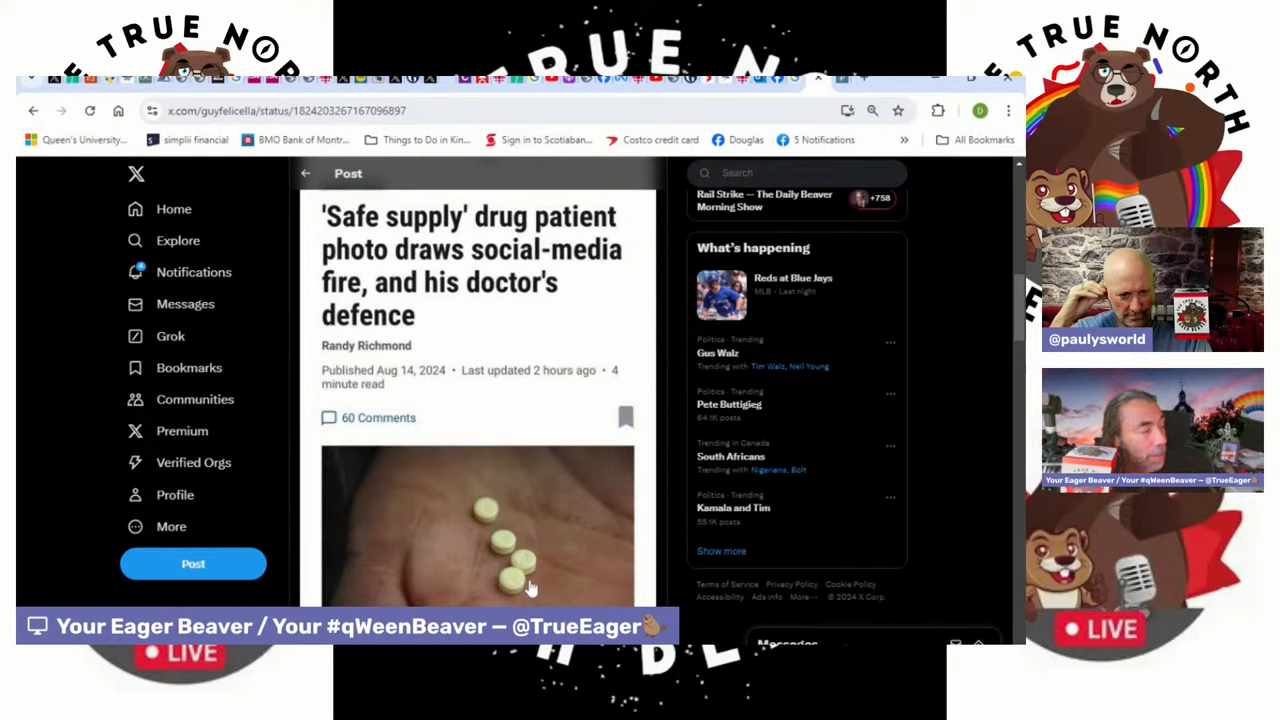 TRUE NO
TRUE NO
TRUE NORTH
x.com/guyfelicella/status/1824203267167096897
Queen's University...
simplii financial
BMO Bank of Montr...
Things to Do in Kin...
Sign in to Scotiaban...
Costco credit card
Douglas
5 Notifications
»
All Bookmarks
D
Home
Explore
Notifications
Messages
Grok
Bookmarks
Communities
Premium
Verified Orgs
Profile
More
Post
Post
'Safe supply' drug patient
photo draws social-media
fire, and his doctor's
defence
Randy Richmond
Published Aug 14, 2024 • Last updated 2 hours ago • 4
minute read
60 Comments
Search
Rail Strike — The Daily Beaver
Morning Show
+758
What's happening
Reds at Blue Jays
MLB · Last night
Politics · Trending
Gus Walz
Trending with Tim Walz, Neil Young
Politics · Trending
Pete Buttigieg
64.1K posts
Trending in Canada
South Africans
Trending with Nigerians, Bolt
Politics · Trending
Kamala and Tim
55.1K posts
Show more
Terms of Service Privacy Policy Cookie Policy
Accessibility Ads info More··· © 2024 X Corp.
Messages
@paulysworld
Your Eager Beaver / Your #qWeenBeaver — @TrueEager
Your Eager Beaver / Your #qWeenBeaver — @TrueEager
LIVE
LIVE